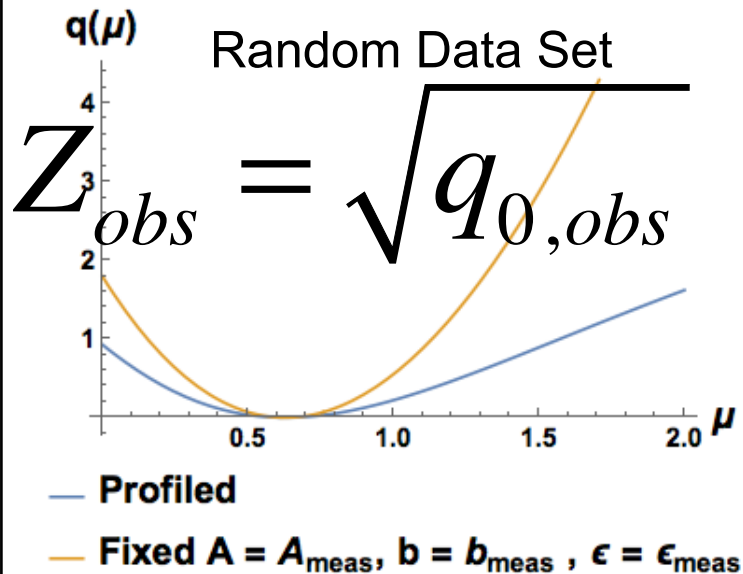 q(μ)
Random Data Set
4
Z_obs = √q_0,obs
3
2
1
0.5 1.0 1.5 2.0 μ
Profiled
Fixed A = A_meas, b = b_meas , ϵ = ϵ_meas